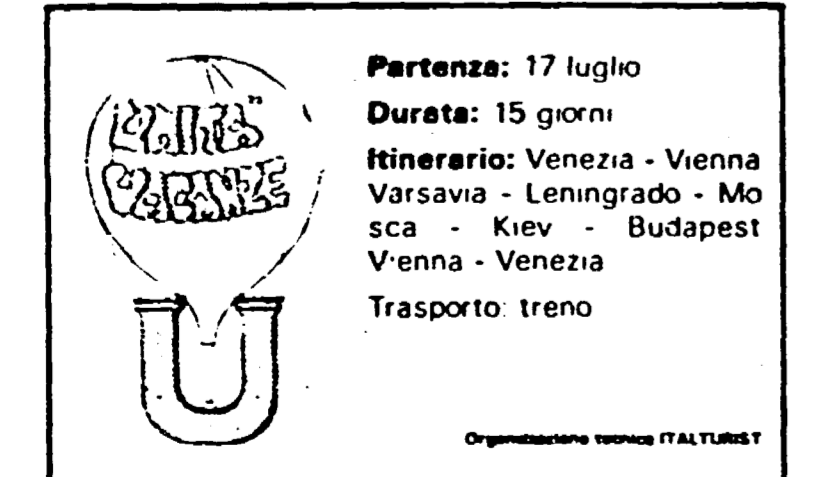 VACANZE
Partenza: 17 luglio
Durata: 15 giorni
Itinerario: Venezia - Vienna
Varsavia - Leningrado - Mo
sca - Kiev - Budapest
Vienna - Venezia
Trasporto: treno
Organizzazione tecnica ITALTURIST